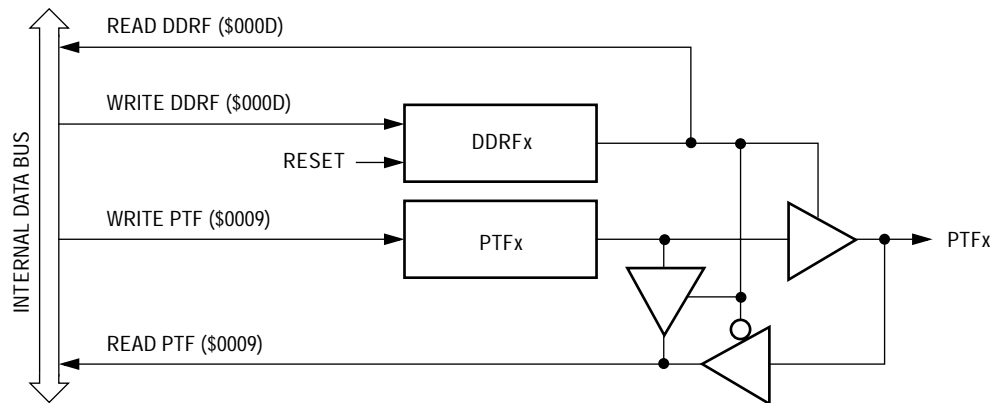 READ DDRF ($000D)
WRITE DDRF ($000D)
DDRFx
RESET
WRITE PTF ($0009)
PTFx
PTFx
READ PTF ($0009)
INTERNAL DATA BUS